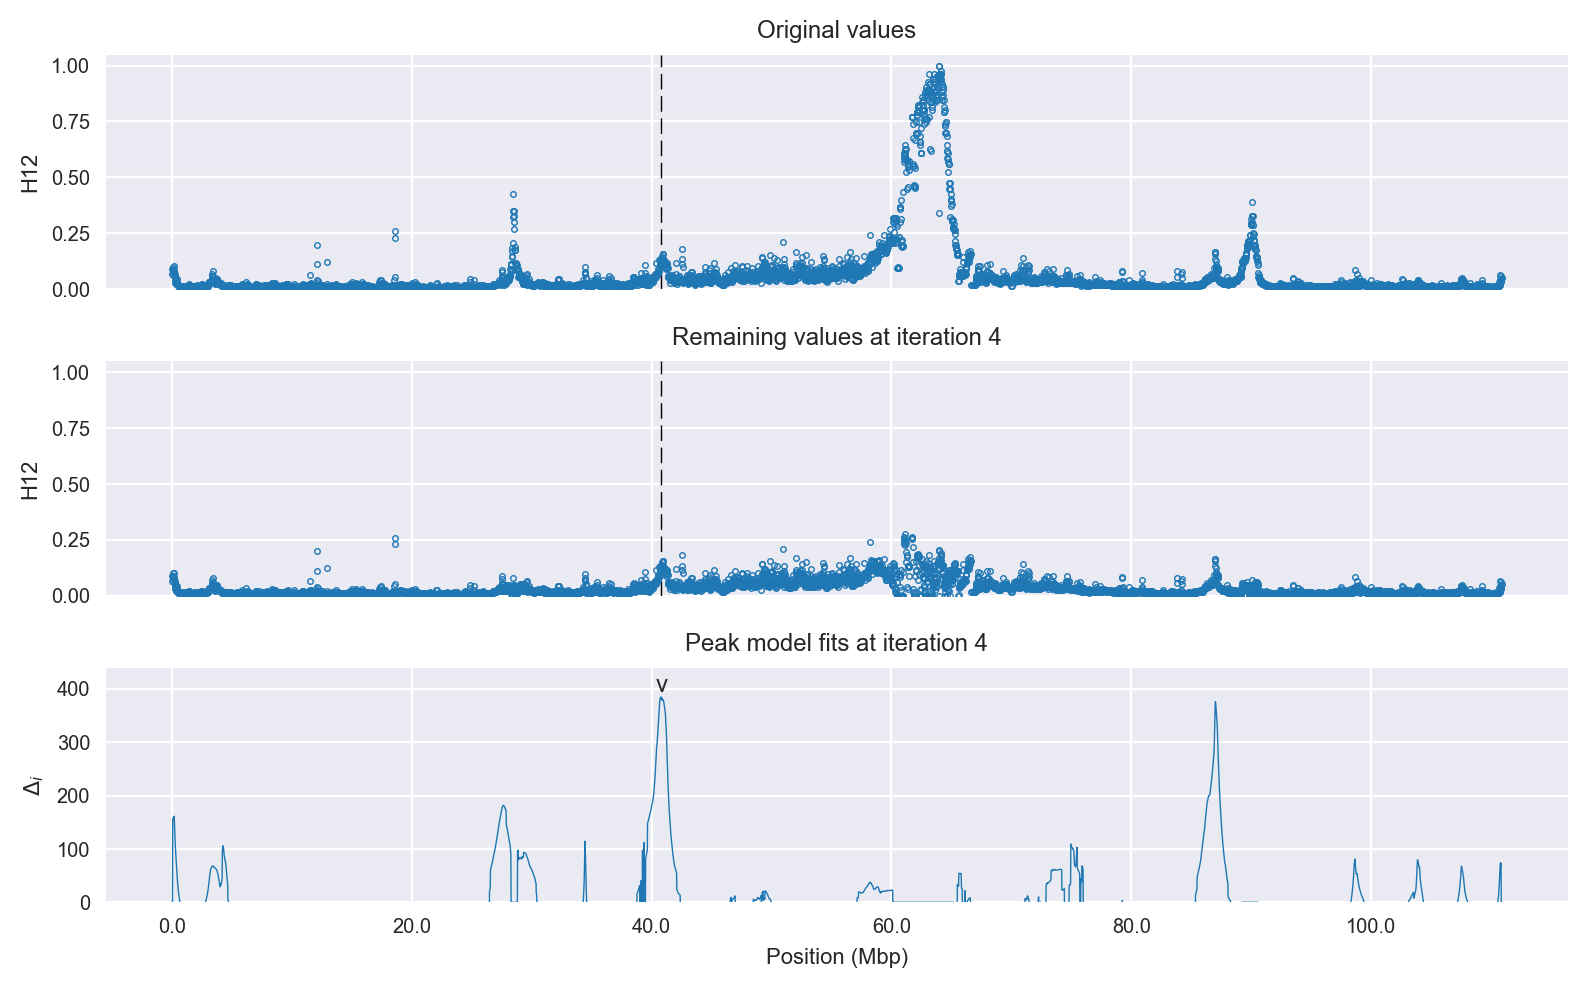 Original values
1.00
0.75
0.50
0.25
0.00
H12
Remaining values at iteration 4
1.00
0.75
0.50
0.25
0.00
H12
Peak model fits at iteration 4
v
400
300
200
100
0
Δi
0.0 20.0 40.0 60.0 80.0 100.0
Position (Mbp)